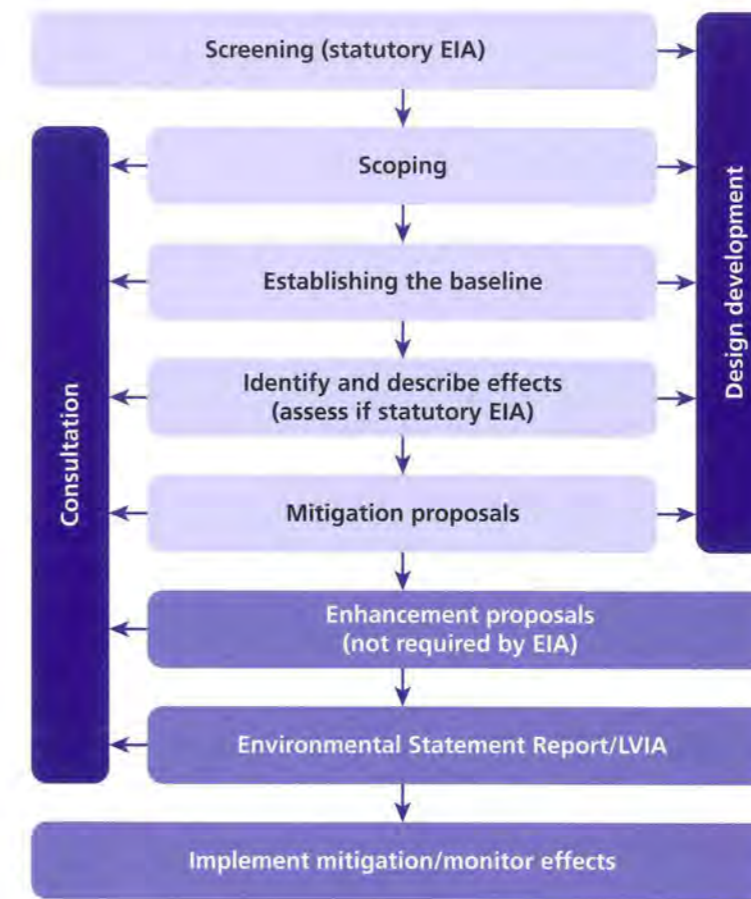 Screening (statutory EIA)
Scoping
Establishing the baseline
Identify and describe effects
(assess if statutory EIA)
Mitigation proposals
Enhancement proposals
(not required by EIA)
Environmental Statement Report/LVIA
Implement mitigation/monitor effects
Consultation
Design development